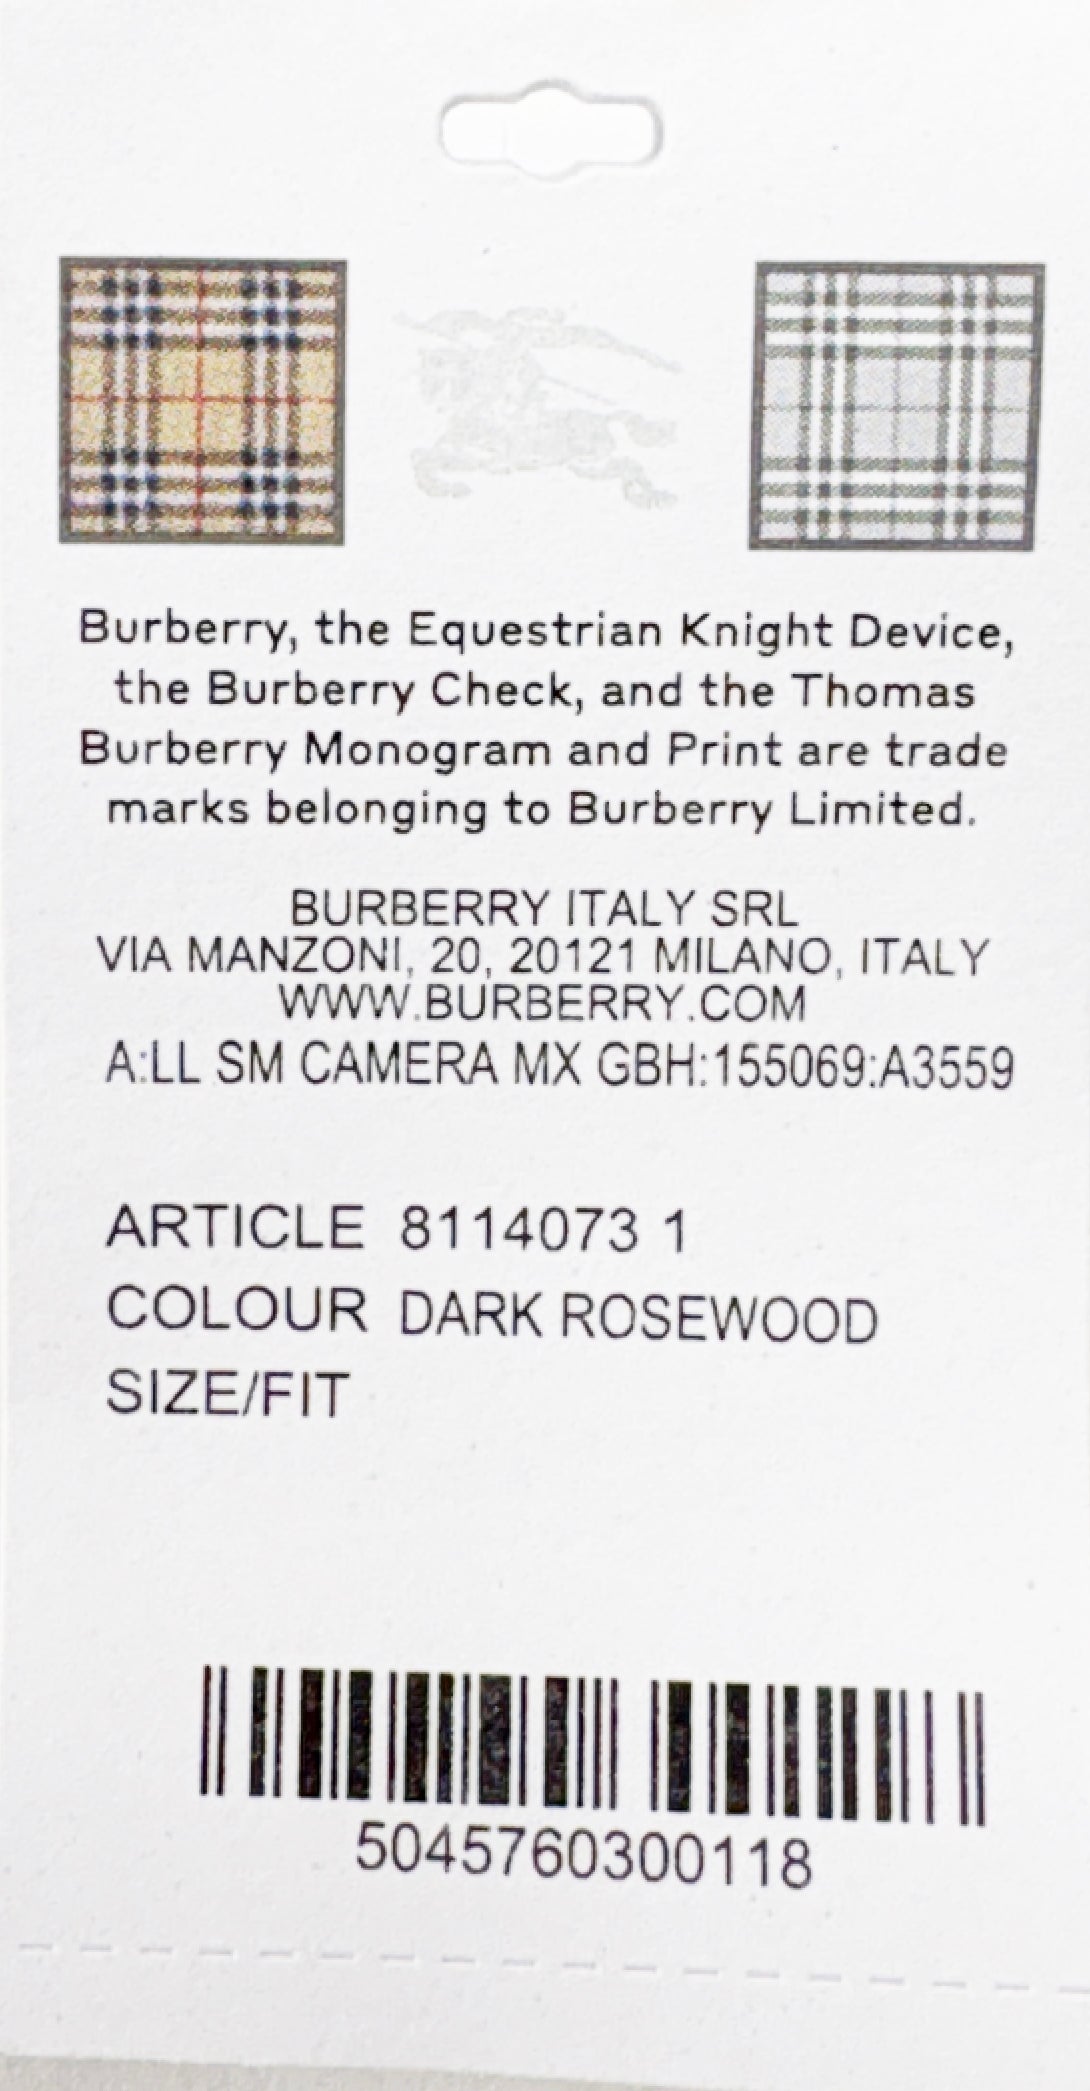 Burberry, the Equestrian Knight Device,
the Burberry Check, and the Thomas
Burberry Monogram and Print are trade
marks belonging to Burberry Limited.
BURBERRY ITALY SRL
VIA MANZONI, 20, 20121 MILANO, ITALY
WWW.BURBERRY.COM
A:LL SM CAMERA MX GBH:155069:A3559
ARTICLE 8114073 1
COLOUR DARK ROSEWOOD
SIZE/FIT
5045760300118